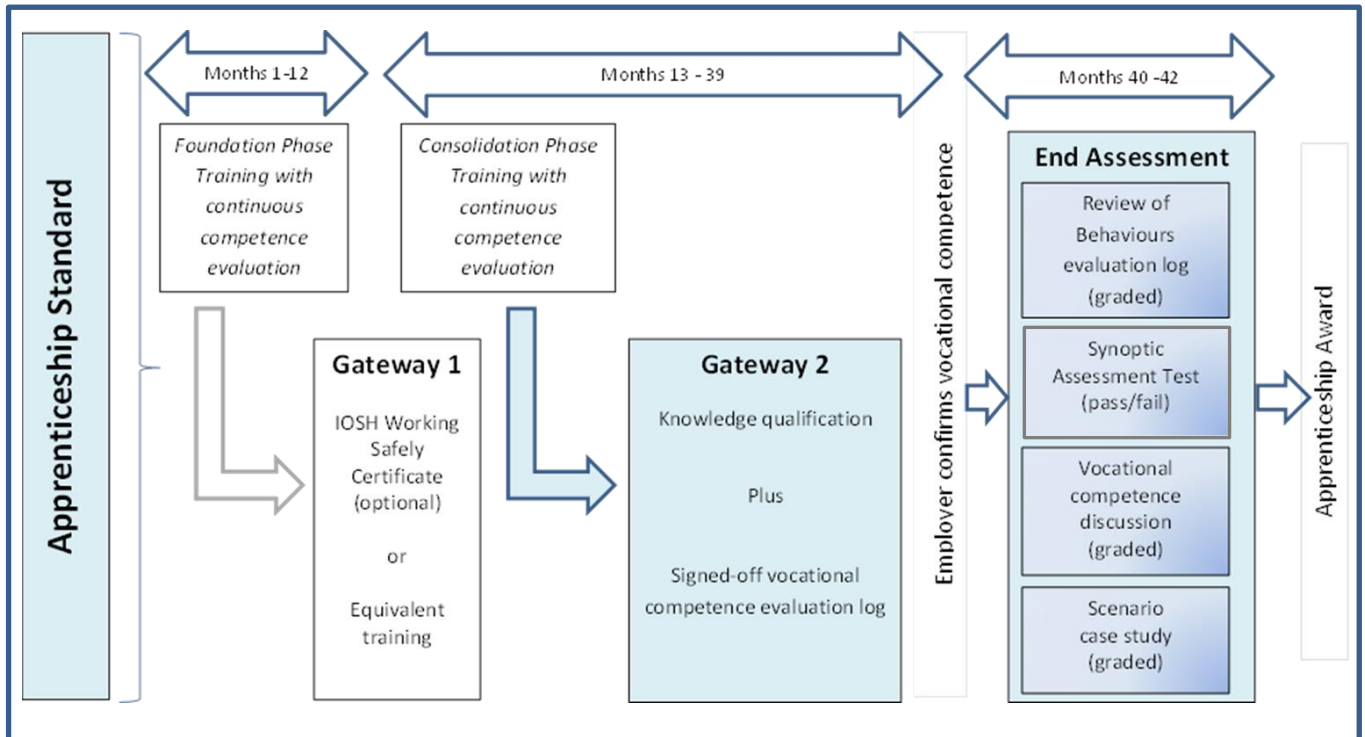 Apprenticeship Standard
Months 1-12
Months 13 - 39
Months 40 -42
Foundation Phase
Training with
continuous
competence
evaluation
Consolidation Phase
Training with
continuous
competence
evaluation
Gateway 1
IOSH Working
Safely
Certificate
(optional)
or
Equivalent
training
Gateway 2
Knowledge qualification
Plus
Signed-off vocational
competence evaluation log
Employer confirms vocational competence
End Assessment
Review of
Behaviours
evaluation log
(graded)
Synoptic
Assessment Test
(pass/fail)
Vocational
competence
discussion
(graded)
Scenario
case study
(graded)
Apprenticeship Award